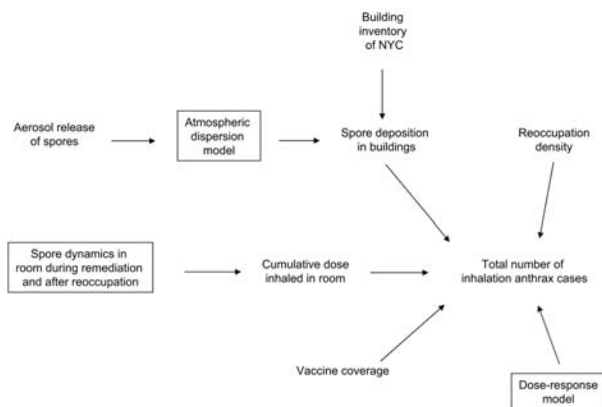 Building
inventory
of NYC
Aerosol release
of spores
Atmospheric
dispersion
model
Spore deposition
in buildings
Reoccupation
density
Spore dynamics in
room during remediation
and after reoccupation
Cumulative dose
inhaled in room
Total number of
inhalation anthrax cases
Vaccine coverage
Dose-response
model